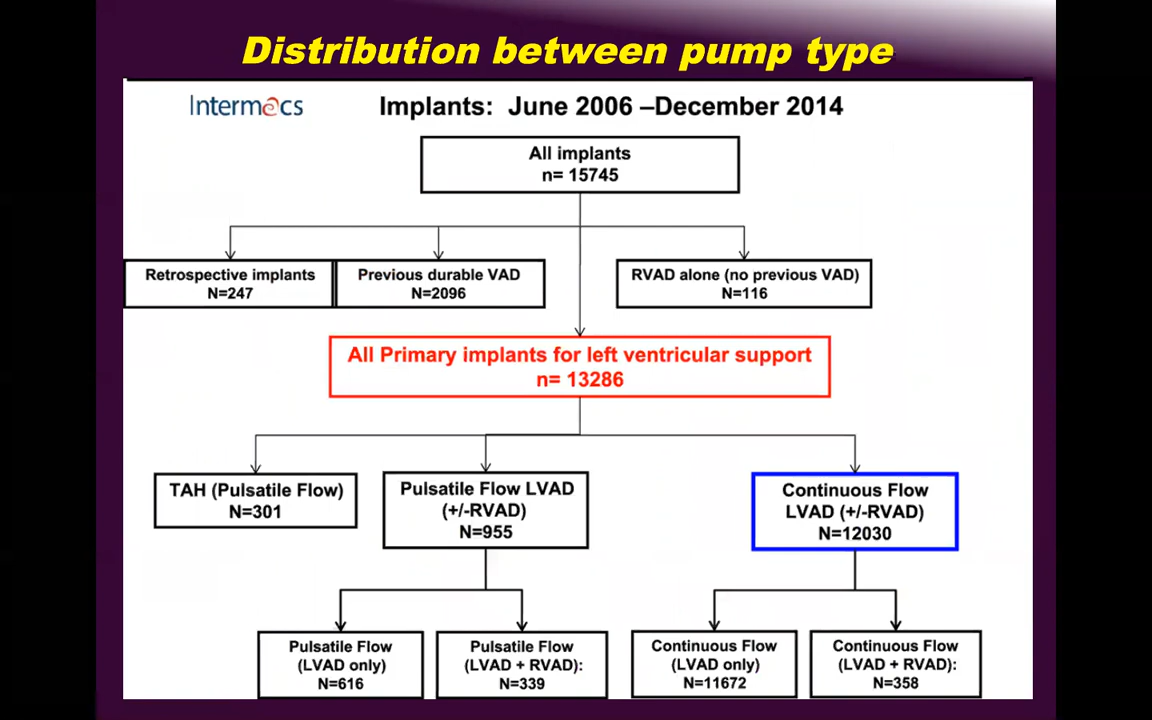 Distribution between pump type
Intermacs
Implants: June 2006 –December 2014
All implants
n= 15745
Retrospective implants
N=247
Previous durable VAD
N=2096
RVAD alone (no previous VAD)
N=116
All Primary implants for left ventricular support
n= 13286
TAH (Pulsatile Flow)
N=301
Pulsatile Flow LVAD
(+/-RVAD)
N=955
Continuous Flow
LVAD (+/-RVAD)
N=12030
Pulsatile Flow
(LVAD only)
N=616
Pulsatile Flow
(LVAD + RVAD):
N=339
Continuous Flow
(LVAD only)
N=11672
Continuous Flow
(LVAD + RVAD):
N=358